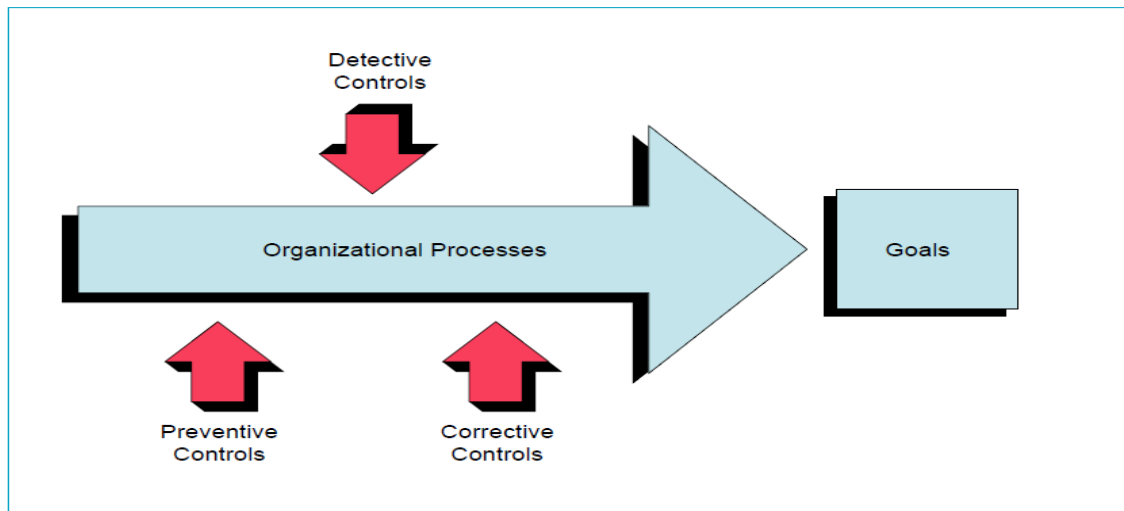 Detective
Controls
Organizational Processes
Goals
Preventive
Controls
Corrective
Controls